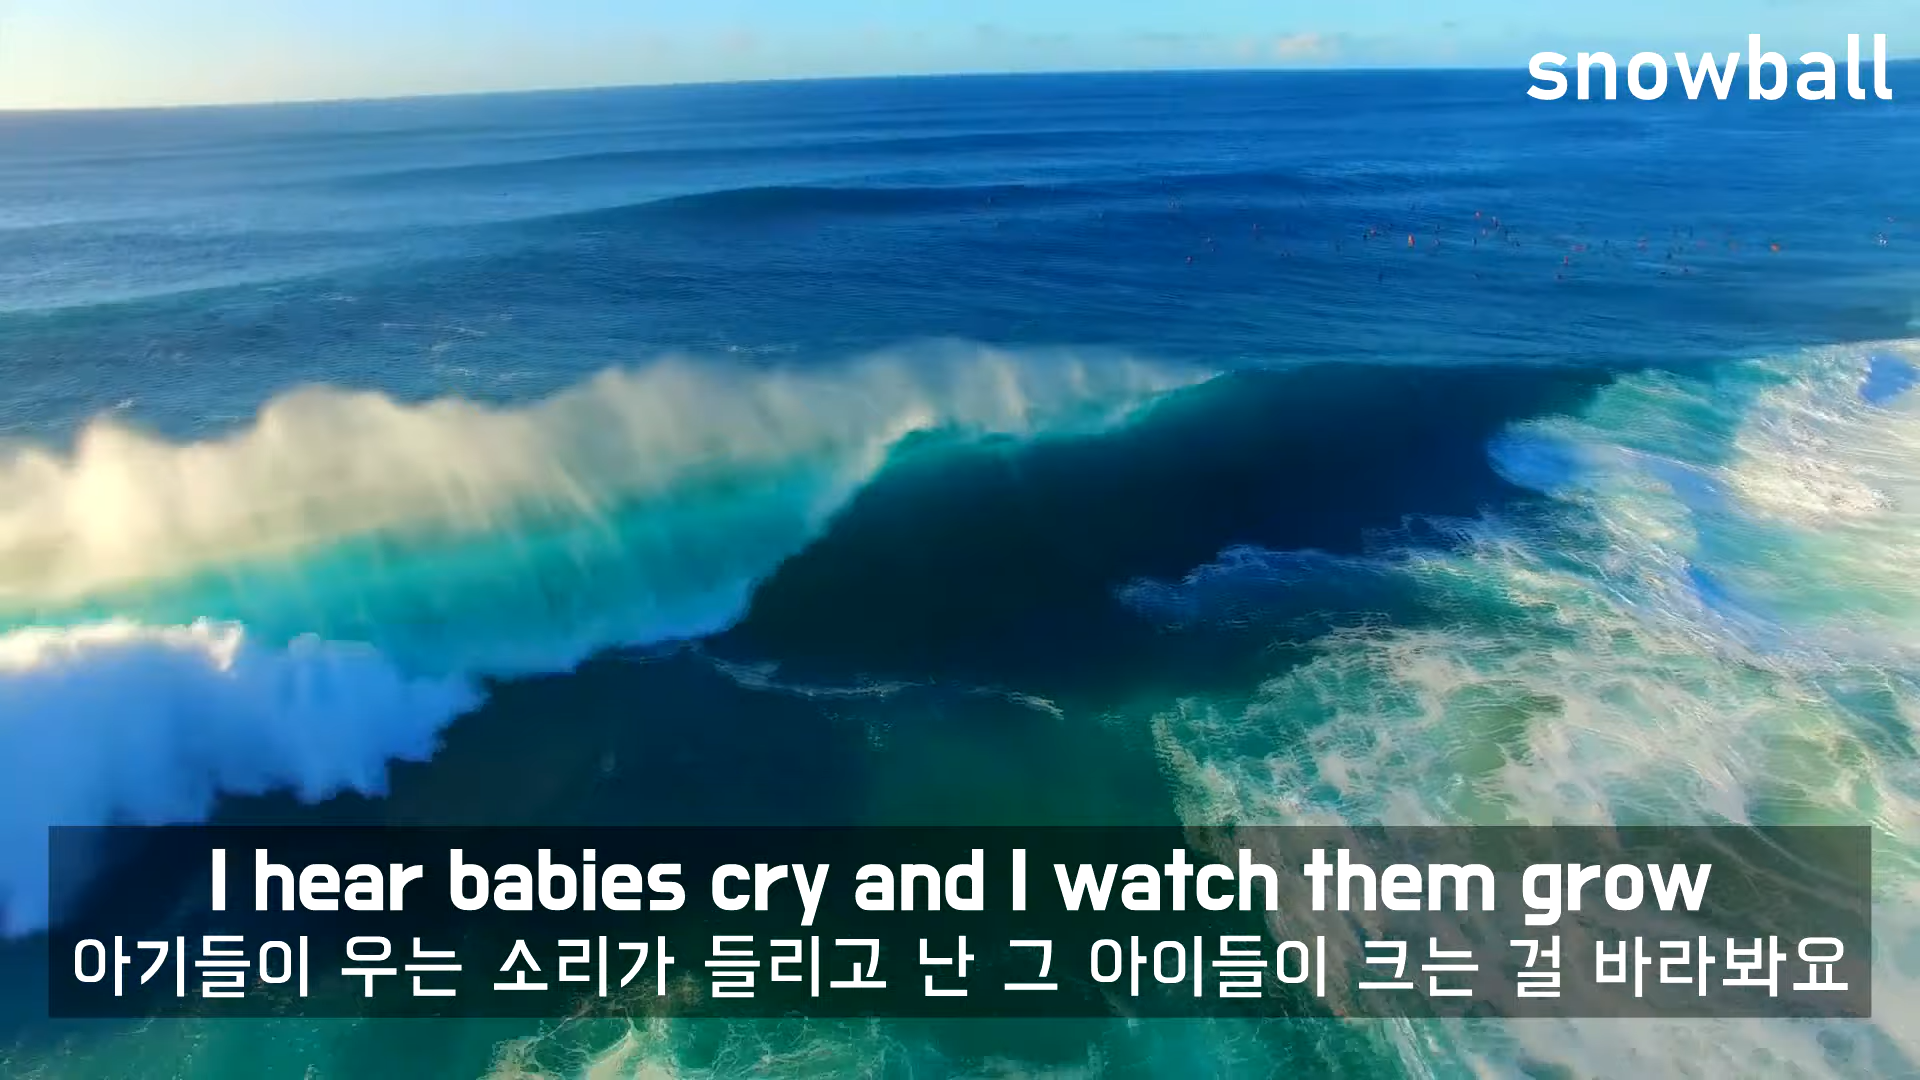 snowball
I hear babies cry and I watch them grow
아기들이 우는 소리가 들리고 난 그 아이들이 크는 걸 바라봐요